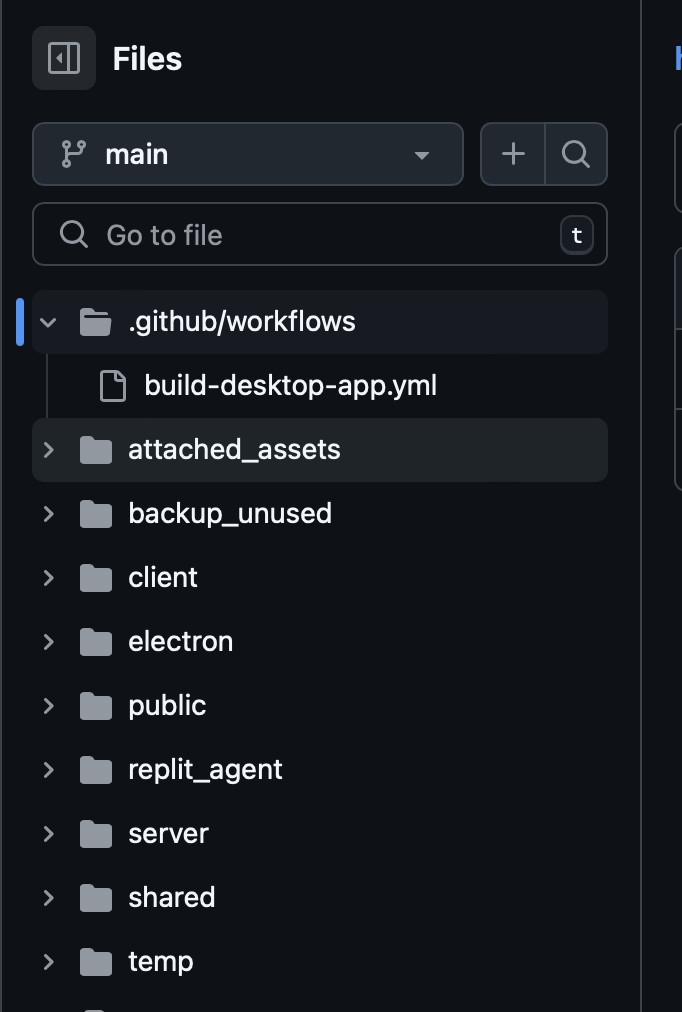 Files
main
Go to file
t
.github/workflows
build-desktop-app.yml
attached_assets
backup_unused
client
electron
public
replit_agent
server
shared
temp